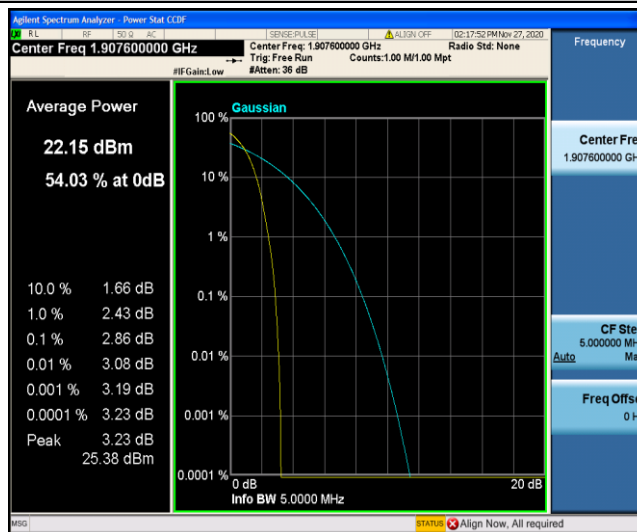 Agilent Spectrum Analyzer - Power Stat CCDF
RL RF 50 Ω AC SENSE:PULSE ALIGN OFF 02:17:52 PM Nov 27, 2020
Center Freq 1.907600000 GHz
Center Freq: 1.907600000 GHz Radio Std: None
Trig: Free Run Counts:1.00 M/1.00 Mpt
#IFGain:Low #Atten: 36 dB
Average Power
22.15 dBm
54.03 % at 0dB
10.0 % 1.66 dB
1.0 % 2.43 dB
0.1 % 2.86 dB
0.01 % 3.08 dB
0.001 % 3.19 dB
0.0001 % 3.23 dB
Peak 3.23 dB
25.38 dBm
Gaussian
100 %
10 %
1 %
0.1 %
0.01 %
0.001 %
0.0001 %
0 dB 20 dB
Info BW 5.0000 MHz
Frequency
Center Fre
1.907600000 GH
CF Ste
5.000000 MH
Auto Ma
Freq Offse
0 H
MSG STATUS Align Now, All required